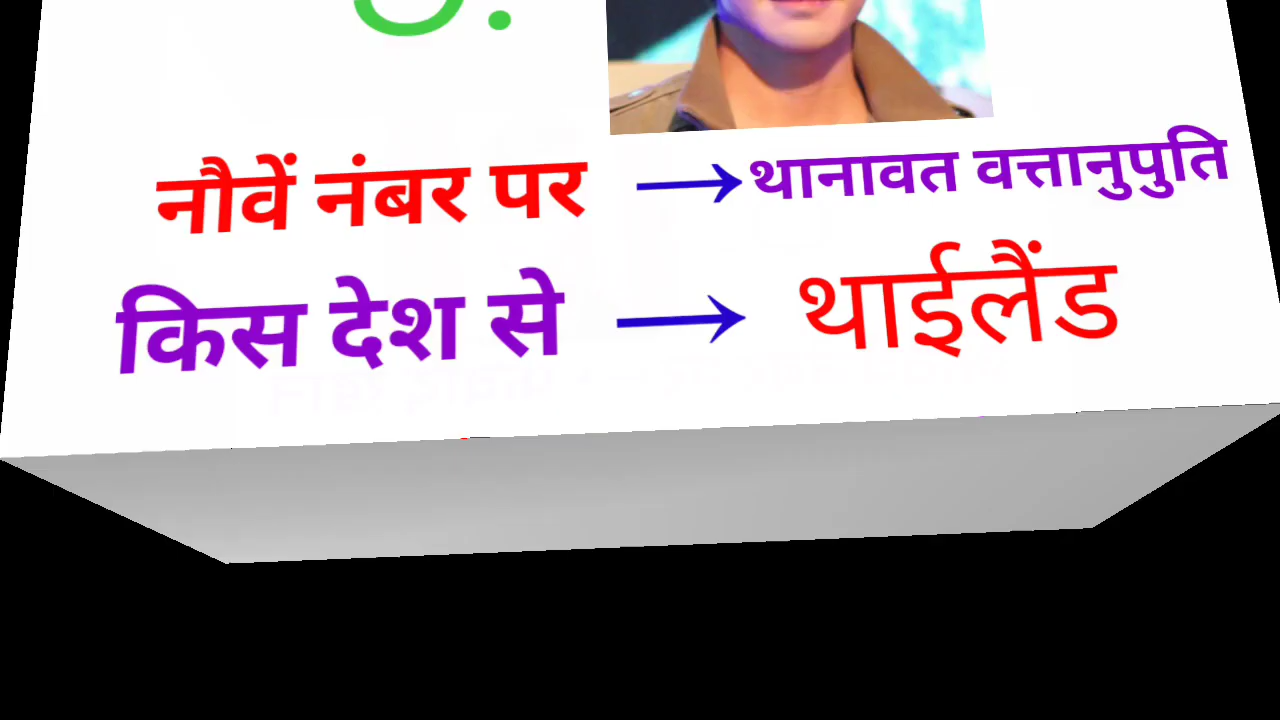 नौवें नंबर पर → थानावत वत्तानुपुति
किस देश से → थाईलैंड